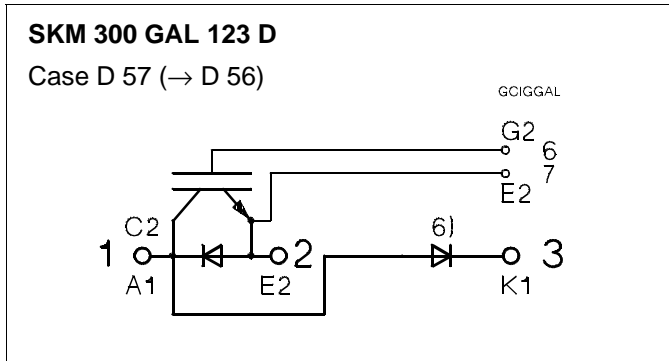 SKM 300 GAL 123 D
Case D 57 (→ D 56)
GCIGGAL
G2
6
7
E2
C2
6)
1
2
3
A1
E2
K1